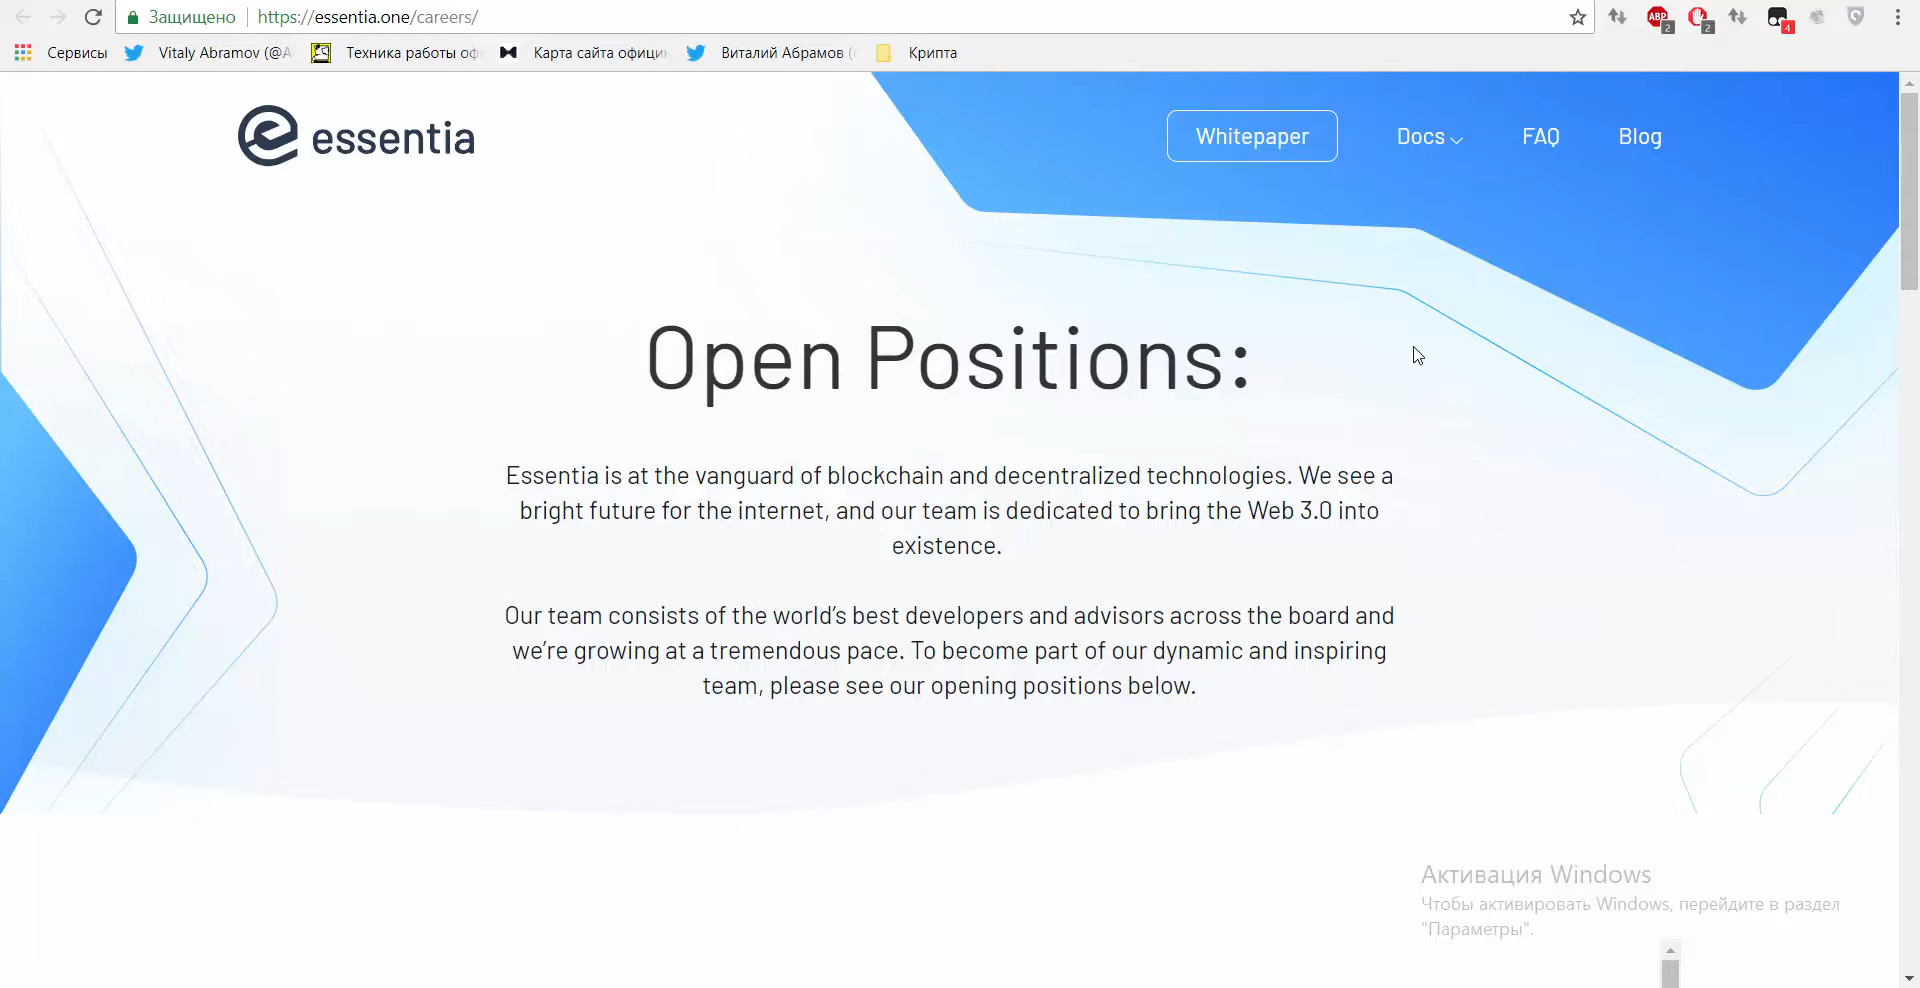 Защищено https://essentia.one/careers/
ABP 2 2 4
Сервисы Vitaly Abramov (@A Техника работы оф Карта сайта официа Виталий Абрамов ( Крипта
essentia Whitepaper Docs FAQ Blog
Open Positions:
Essentia is at the vanguard of blockchain and decentralized technologies. We see a
bright future for the internet, and our team is dedicated to bring the Web 3.0 into
existence.
Our team consists of the world’s best developers and advisors across the board and
we’re growing at a tremendous pace. To become part of our dynamic and inspiring
team, please see our opening positions below.
Активация Windows
Чтобы активировать Windows, перейдите в раздел
"Параметры".